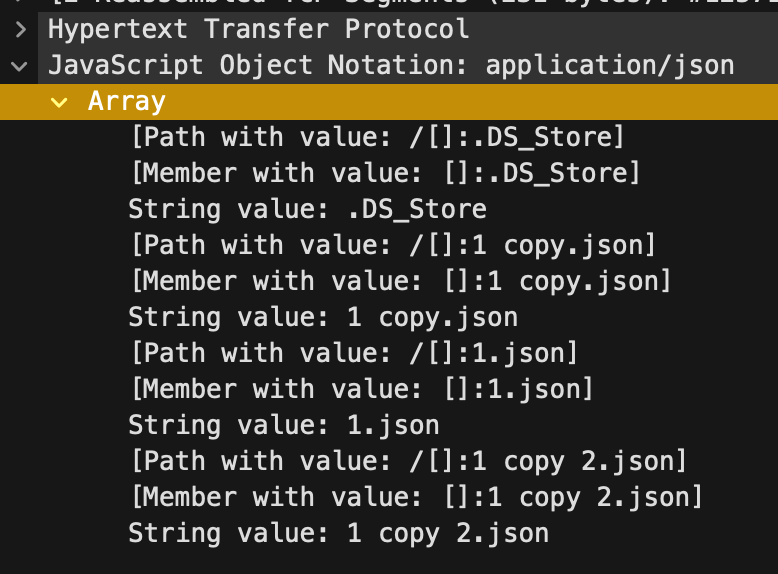 Hypertext Transfer Protocol
JavaScript Object Notation: application/json
Array
[Path with value: /[]:.DS_Store]
[Member with value: []:.DS_Store]
String value: .DS_Store
[Path with value: /[]:1 copy.json]
[Member with value: []:1 copy.json]
String value: 1 copy.json
[Path with value: /[]:1.json]
[Member with value: []:1.json]
String value: 1.json
[Path with value: /[]:1 copy 2.json]
[Member with value: []:1 copy 2.json]
String value: 1 copy 2.json